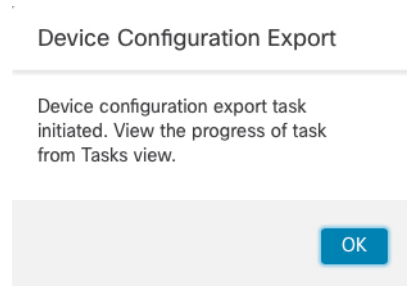 Device Configuration Export
Device configuration export task
initiated. View the progress of task
from Tasks view.
OK